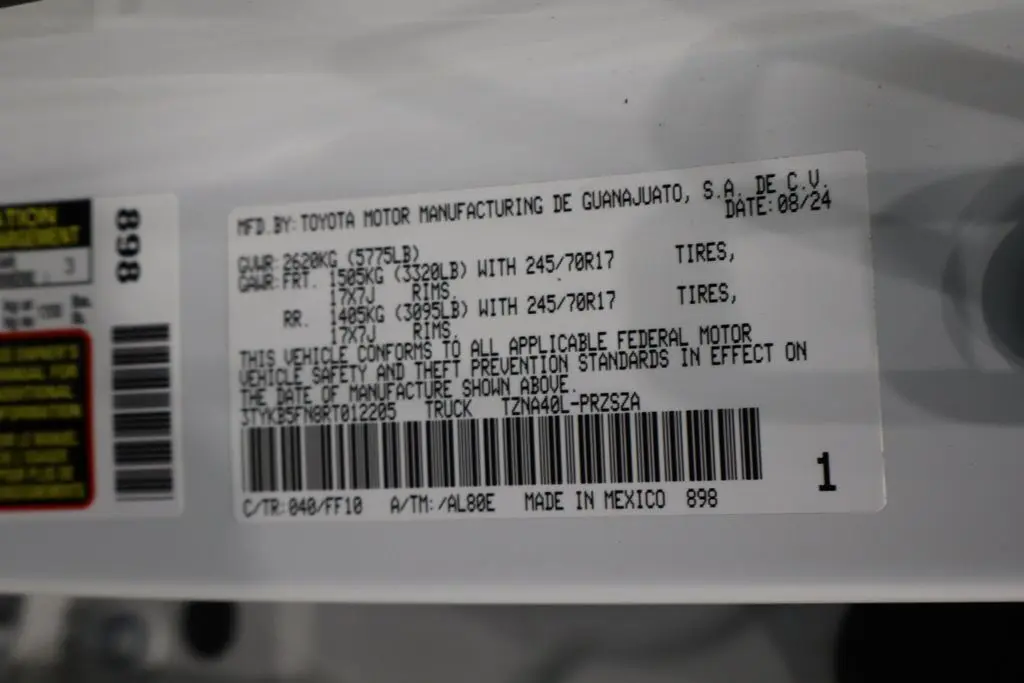 MFD.BY:TOYOTA MOTOR MANUFACTURING DE GUANAJUATO, S.A. DE C.V.
DATE:08/24
GVWR:2620KG (5775LB)
GAWR:FRT. 1505KG (3320LB) WITH 245/70R17 TIRES,
17X7J RIMS,
RR. 1405KG (3095LB) WITH 245/70R17 TIRES,
17X7J RIMS.
THIS VEHICLE CONFORMS TO ALL APPLICABLE FEDERAL MOTOR
VEHICLE SAFETY AND THEFT PREVENTION STANDARDS IN EFFECT ON
THE DATE OF MANUFACTURE SHOWN ABOVE.
3TYKB5FN8RT012205 TRUCK TZNA40L-PRZSZA
C/TR:040/FF10 A/TM:/AL80E MADE IN MEXICO 898
1
898
3